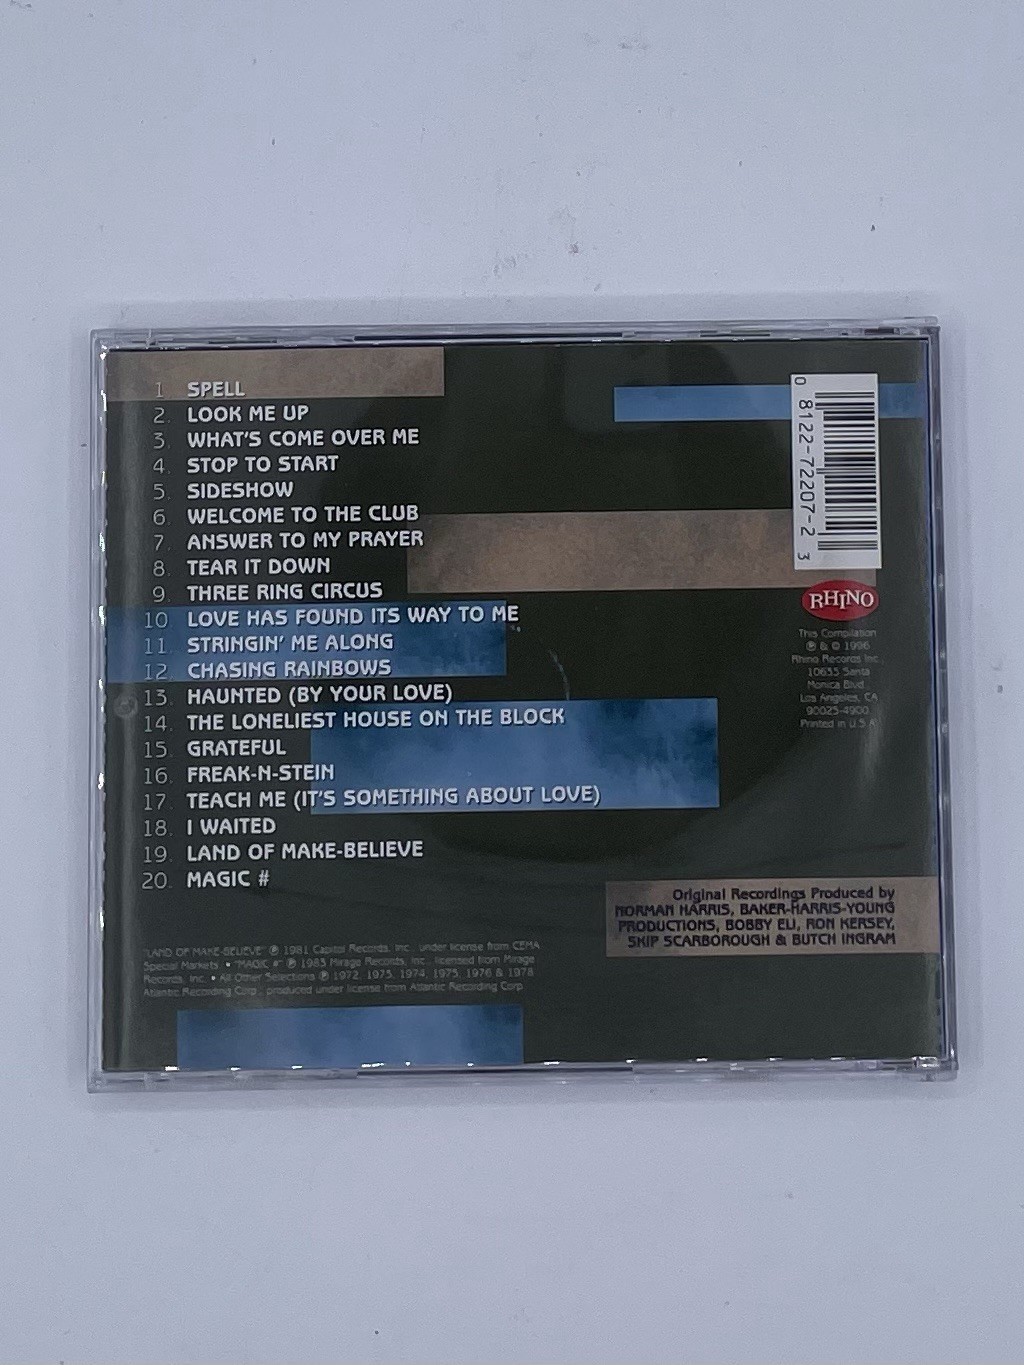 1. SPELL
2. LOOK ME UP
3. WHAT'S COME OVER ME
4. STOP TO START
5. SIDESHOW
6. WELCOME TO THE CLUB
7. ANSWER TO MY PRAYER
8. TEAR IT DOWN
9. THREE RING CIRCUS
10. LOVE HAS FOUND ITS WAY TO ME
11. STRINGIN' ME ALONG
12. CHASING RAINBOWS
13. HAUNTED (BY YOUR LOVE)
14. THE LONELIEST HOUSE ON THE BLOCK
15. GRATEFUL
16. FREAK-N-STEIN
17. TEACH ME (IT'S SOMETHING ABOUT LOVE)
18. I WAITED
19. LAND OF MAKE-BELIEVE
20. MAGIC #
"LAND OF MAKE-BELIEVE" ℗ 1981 Capitol Records, Inc., under license from CEMA
Special Markets • "MAGIC #" ℗ 1983 Mirage Records, Inc., licensed from Mirage
Records, Inc. • All Other Selections ℗ 1972, 1973, 1974, 1975, 1976 & 1978
Atlantic Recording Corp., produced under license from Atlantic Recording Corp.
0 8122-72207-2 3
RHINO
This Compilation
℗ & © 1996
Rhino Records Inc.,
10635 Santa
Monica Blvd.,
Los Angeles, CA
90025-4900.
Printed in U.S.A.
Original Recordings Produced by
NORMAN HARRIS, BAKER-HARRIS-YOUNG
PRODUCTIONS, BOBBY ELI, RON KERSEY,
SKIP SCARBOROUGH & BUTCH INGRAM